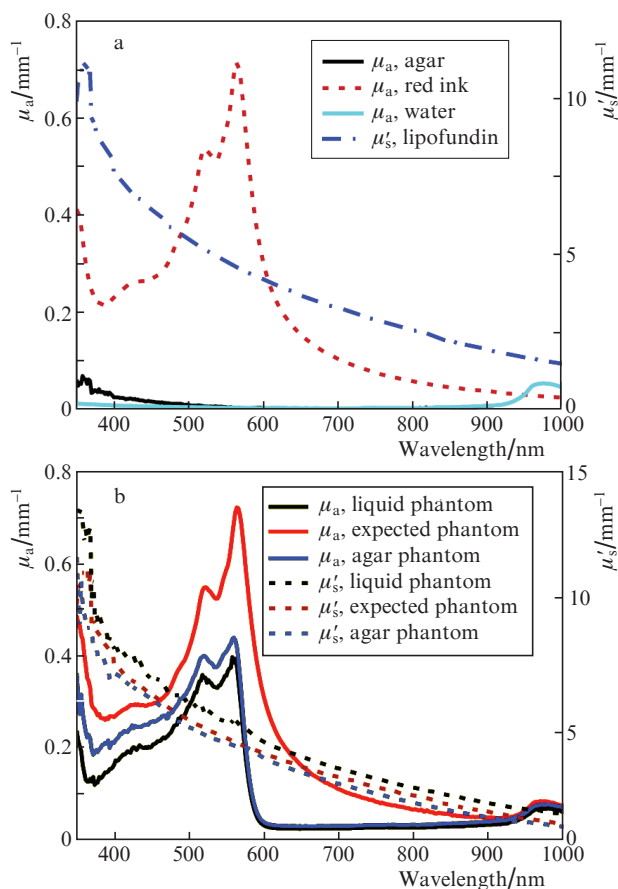 a
0.8
0.6
0.4
0.2
0
μa/mm⁻¹
10
5
0
μ′s/mm⁻¹
μa, agar
μa, red ink
μa, water
μ′s, lipofundin
400 500 600 700 800 900 1000
Wavelength/nm
b
0.8
0.6
0.4
0.2
0
μa/mm⁻¹
15
10
5
0
μ′s/mm⁻¹
μa, liquid phantom
μa, expected phantom
μa, agar phantom
μ′s, liquid phantom
μ′s, expected phantom
μ′s, agar phantom
400 500 600 700 800 900 1000
Wavelength/nm